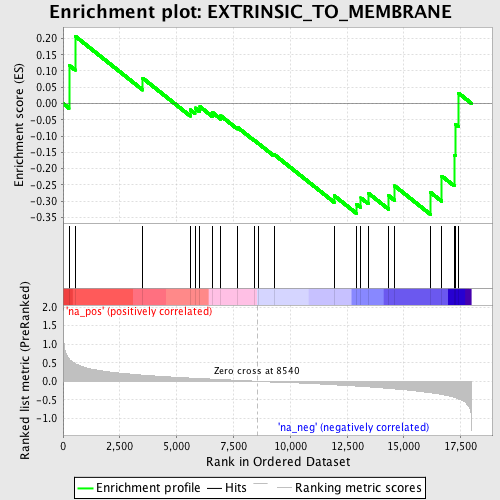 Enrichment plot: EXTRINSIC_TO_MEMBRANE
Enrichment score (ES)
0.20
0.15
0.10
0.05
0.00
-0.05
-0.10
-0.15
-0.20
-0.25
-0.30
-0.35
'na_pos' (positively correlated)
Ranked list metric (PreRanked)
2.0
1.5
1.0
0.5
0.0
-0.5
-1.0
Zero cross at 8540
'na_neg' (negatively correlated)
0
2,500
5,000
7,500
10,000
12,500
15,000
17,500
Rank in Ordered Dataset
Enrichment profile
Hits
Ranking metric scores